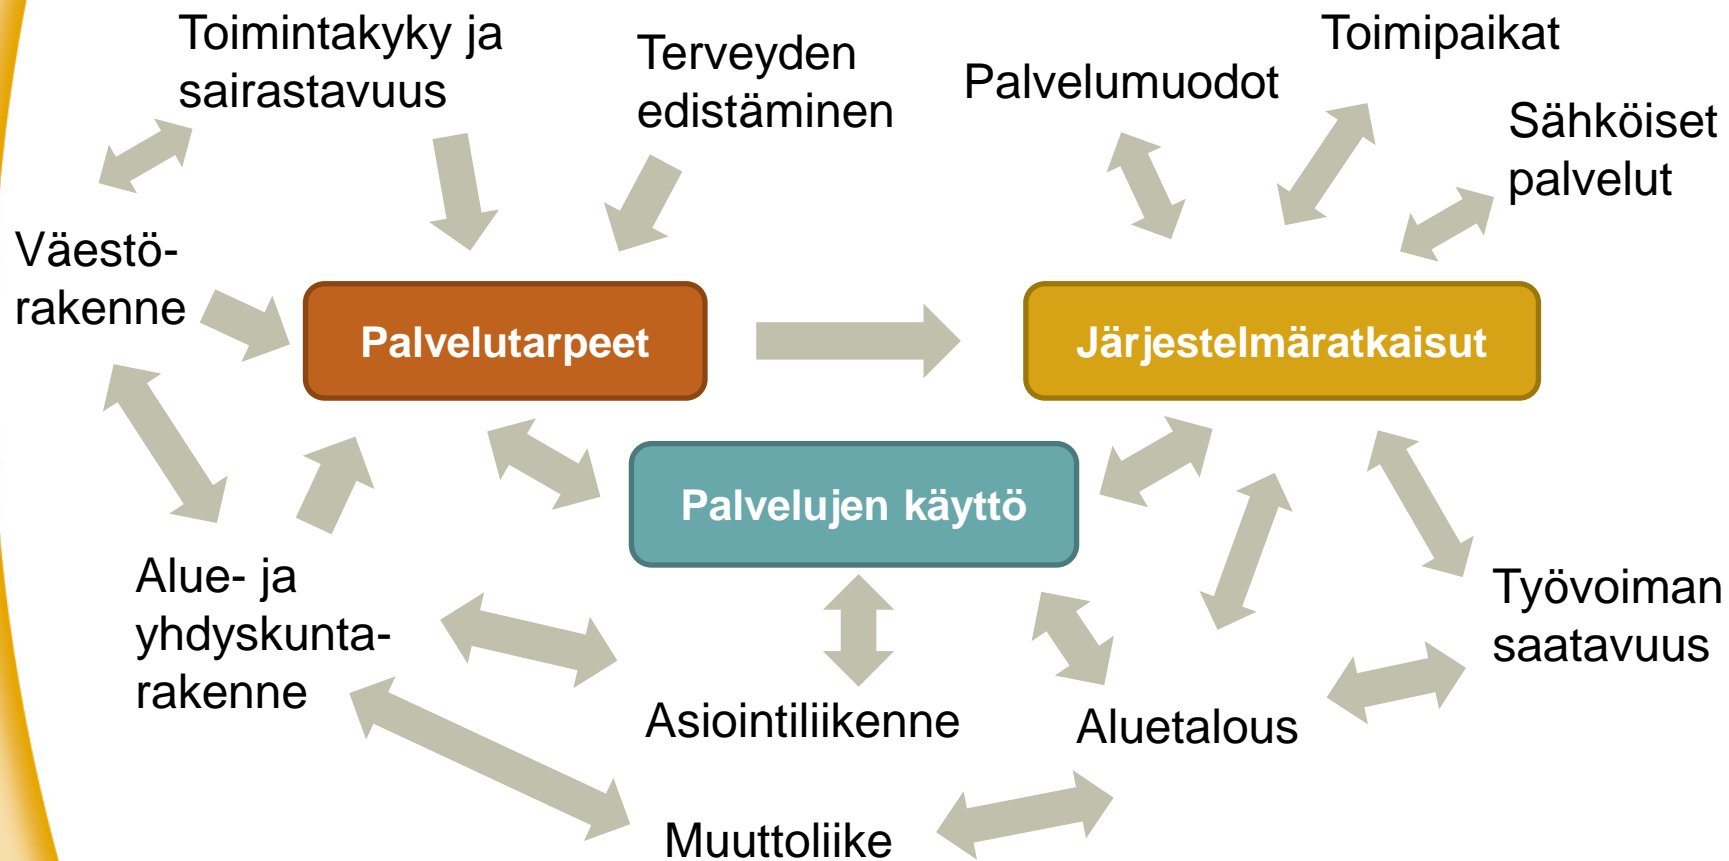 Toimintakyky ja
sairastavuus
Terveyden
edistäminen
Palvelumuodot
Toimipaikat
Sähköiset
palvelut
Väestö-
rakenne
Palvelutarpeet
Järjestelmäratkaisut
Palvelujen käyttö
Alue- ja
yhdyskunta-
rakenne
Asiointiliikenne
Aluetalous
Työvoiman
saatavuus
Muuttoliike